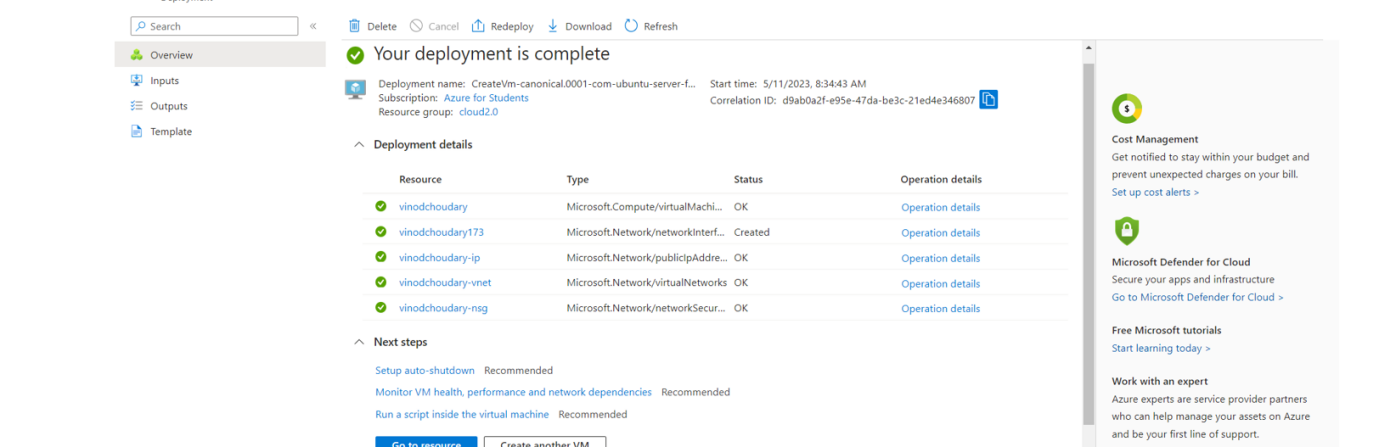 Search
«
Delete Cancel Redeploy Download Refresh
Overview
Inputs
Outputs
Template
Your deployment is complete
Deployment name: CreateVm-canonical.0001-com-ubuntu-server-f... Start time: 5/11/2023, 8:34:43 AM
Subscription: Azure for Students Correlation ID: d9ab0a2f-e95e-47da-be3c-21ed4e346807
Resource group: cloud2.0
Deployment details
Resource Type Status Operation details
vinodchoudary Microsoft.Compute/virtualMachi... OK Operation details
vinodchoudary173 Microsoft.Network/networkInterf... Created Operation details
vinodchoudary-ip Microsoft.Network/publicIpAddre... OK Operation details
vinodchoudary-vnet Microsoft.Network/virtualNetworks OK Operation details
vinodchoudary-nsg Microsoft.Network/networkSecur... OK Operation details
Next steps
Setup auto-shutdown Recommended
Monitor VM health, performance and network dependencies Recommended
Run a script inside the virtual machine Recommended
Go to resource Create another VM
Cost Management
Get notified to stay within your budget and
prevent unexpected charges on your bill.
Set up cost alerts >
Microsoft Defender for Cloud
Secure your apps and infrastructure
Go to Microsoft Defender for Cloud >
Free Microsoft tutorials
Start learning today >
Work with an expert
Azure experts are service provider partners
who can help manage your assets on Azure
and be your first line of support.